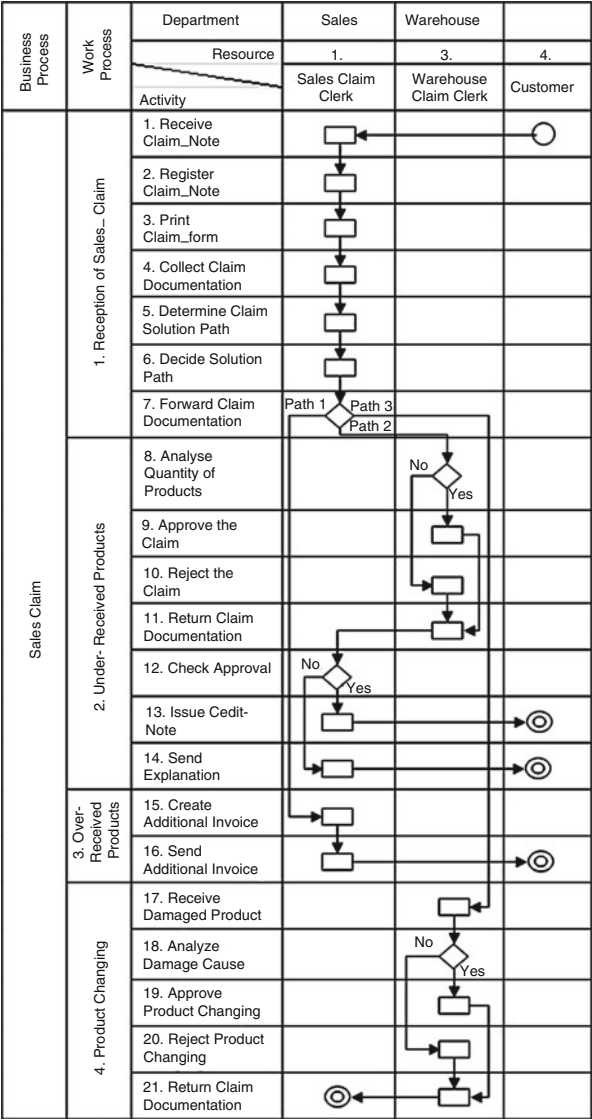 Business
Process
Work
Process
Department
Sales
Warehouse
Resource
1.
3.
4.
Activity
Sales Claim
Clerk
Warehouse
Claim Clerk
Customer
Sales Claim
1. Reception of Sales_ Claim
1. Receive
Claim_Note
2. Register
Claim_Note
3. Print
Claim_form
4. Collect Claim
Documentation
5. Determine Claim
Solution Path
6. Decide Solution
Path
7. Forward Claim
Documentation
Path 1
Path 3
Path 2
2. Under- Received Products
8. Analyse
Quantity of
Products
No
Yes
9. Approve the
Claim
10. Reject the
Claim
11. Return Claim
Documentation
12. Check Approval
No
Yes
13. Issue Cedit-
Note
14. Send
Explanation
3. Over-
Received
Products
15. Create
Additional Invoice
16. Send
Additional Invoice
4. Product Changing
17. Receive
Damaged Product
18. Analyze
Damage Cause
No
Yes
19. Approve
Product Changing
20. Reject Product
Changing
21. Return Claim
Documentation